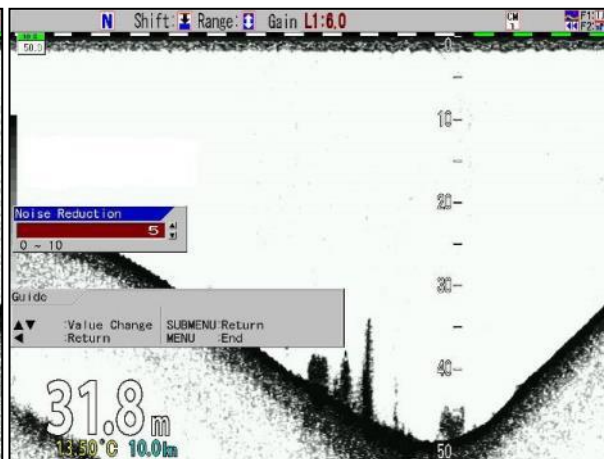 N Shift: Range: Gain L1:6.0
50.0
0
10
20
30
40
50
Noise Reduction
5
0 ~ 10
Guide
▲▼ :Value Change SUBMENU:Return
◀ :Return MENU :End
31.8m
13.50°C 10.0kn